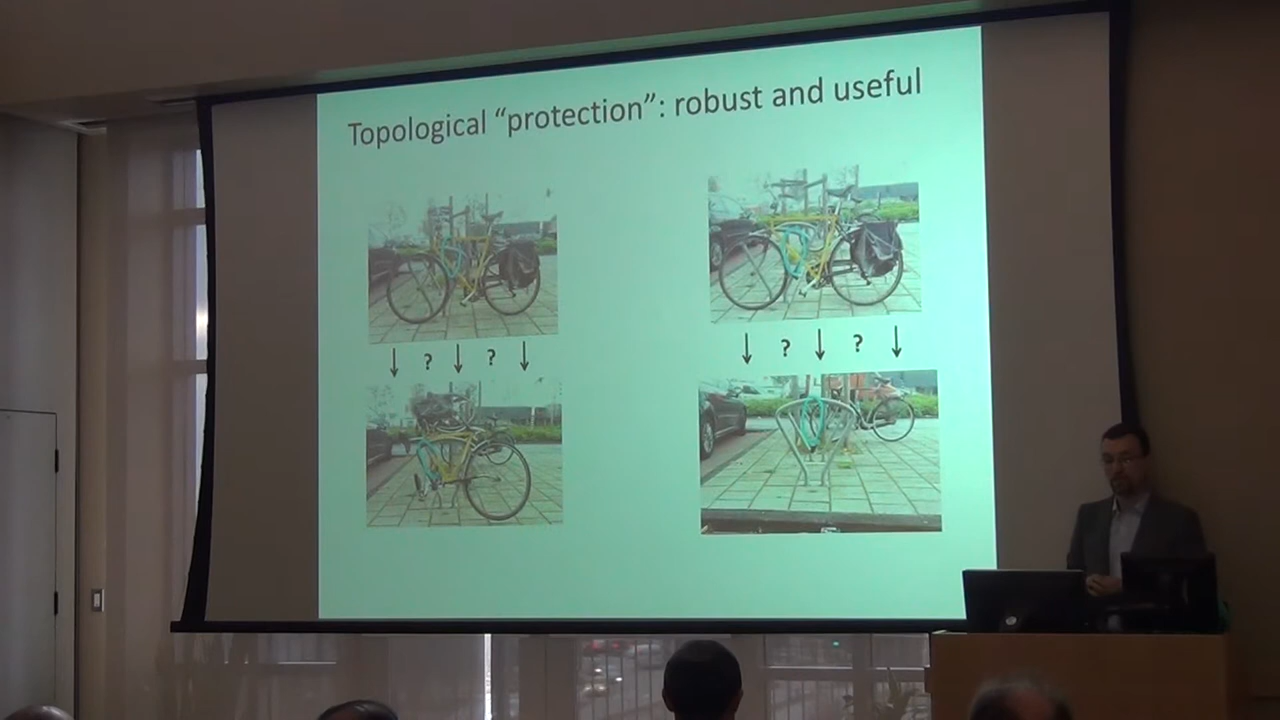 Topological “protection”: robust and useful
? ?
? ?